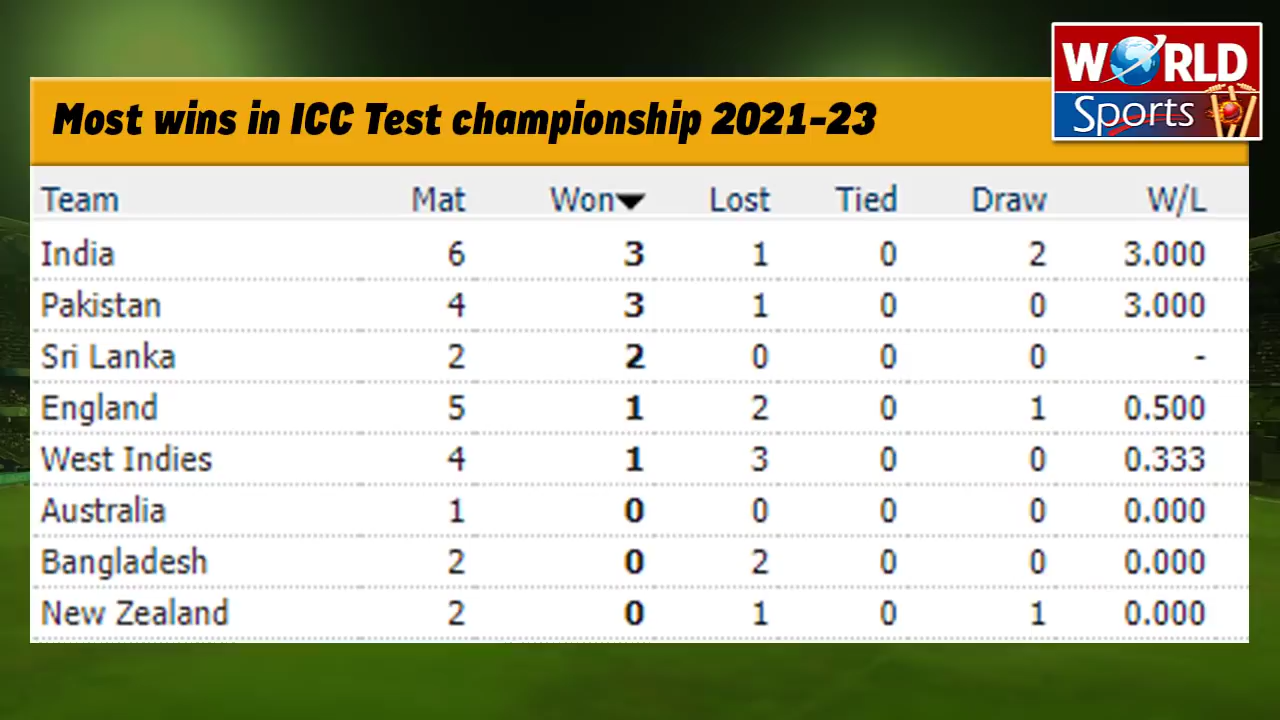 WORLD
Sports
Most wins in ICC Test championship 2021-23
Team Mat Won Lost Tied Draw W/L
India 6 3 1 0 2 3.000
Pakistan 4 3 1 0 0 3.000
Sri Lanka 2 2 0 0 0 -
England 5 1 2 0 1 0.500
West Indies 4 1 3 0 0 0.333
Australia 1 0 0 0 0 0.000
Bangladesh 2 0 2 0 0 0.000
New Zealand 2 0 1 0 1 0.000